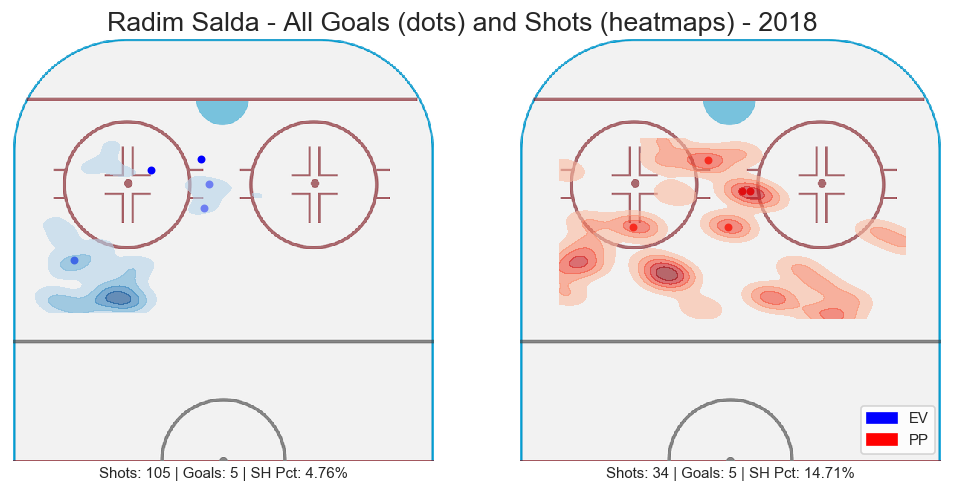 Radim Salda - All Goals (dots) and Shots (heatmaps) - 2018
EV
PP
Shots: 105 | Goals: 5 | SH Pct: 4.76%
Shots: 34 | Goals: 5 | SH Pct: 14.71%